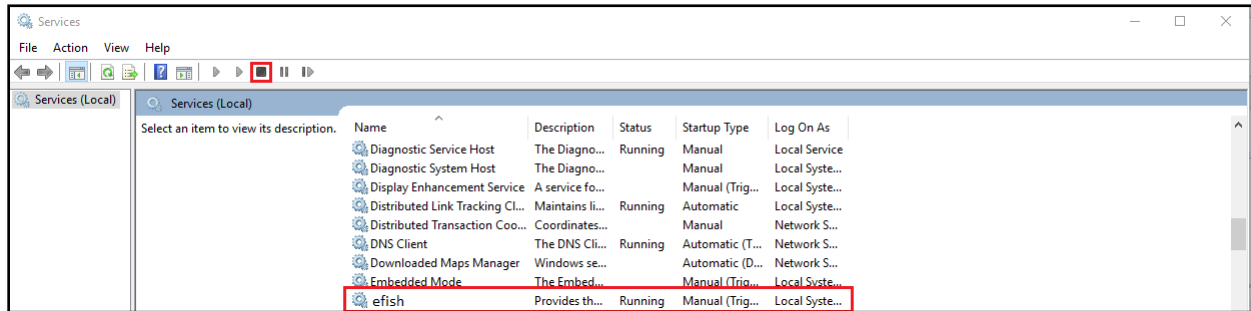 Services
File Action View Help
Services (Local)
Services (Local)
Select an item to view its description.
Name Description Status Startup Type Log On As
Diagnostic Service Host The Diagno... Running Manual Local Service
Diagnostic System Host The Diagno... Manual Local Syste...
Display Enhancement Service A service fo... Manual (Trig... Local Syste...
Distributed Link Tracking Cl... Maintains li... Running Automatic Local Syste...
Distributed Transaction Coo... Coordinates... Manual Network S...
DNS Client The DNS Cli... Running Automatic (T... Network S...
Downloaded Maps Manager Windows se... Automatic (D... Network S...
Embedded Mode The Embed... Manual (Trig... Local Syste...
efish Provides th... Running Manual (Trig... Local Syste...